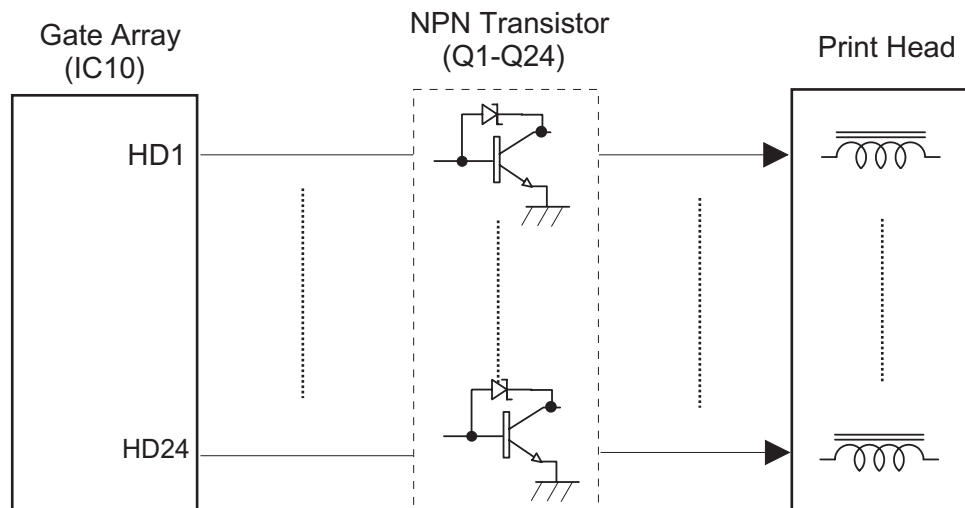 Gate Array
(IC10)
NPN Transistor
(Q1-Q24)
Print Head
HD1
HD24